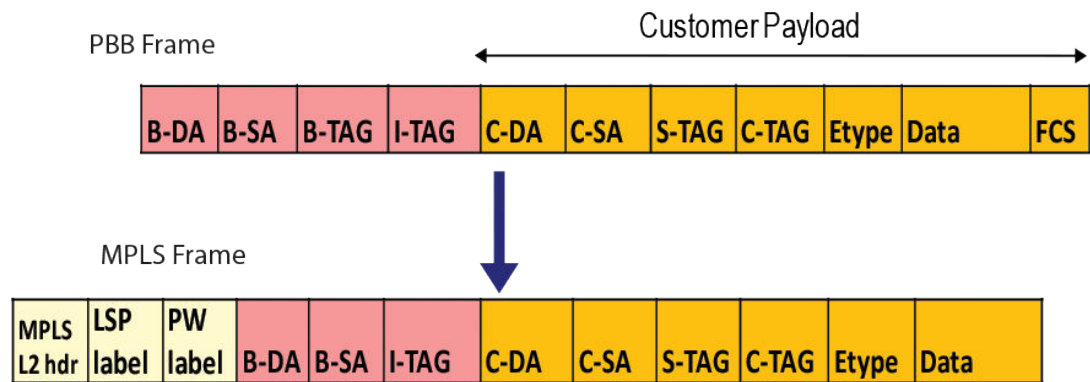 Customer Payload
PBB Frame
B-DA B-SA B-TAG I-TAG C-DA C-SA S-TAG C-TAG Etype Data FCS
MPLS Frame
MPLS LSP PW
L2 hdr label label B-DA B-SA I-TAG C-DA C-SA S-TAG C-TAG Etype Data